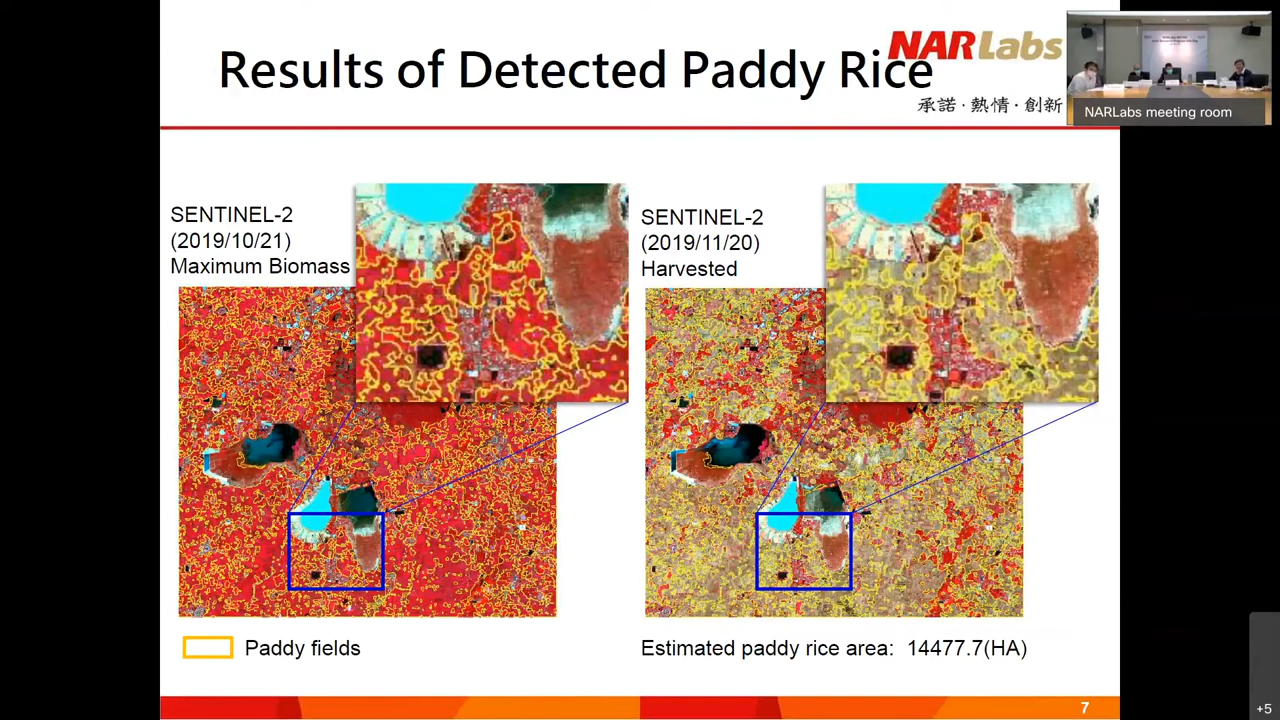 Results of Detected Paddy Rice
NARLabs
承諾·熱情·創新
NARLabs meeting room
SENTINEL-2
(2019/10/21)
Maximum Biomass
SENTINEL-2
(2019/11/20)
Harvested
Paddy fields
Estimated paddy rice area: 14477.7(HA)
7
+5